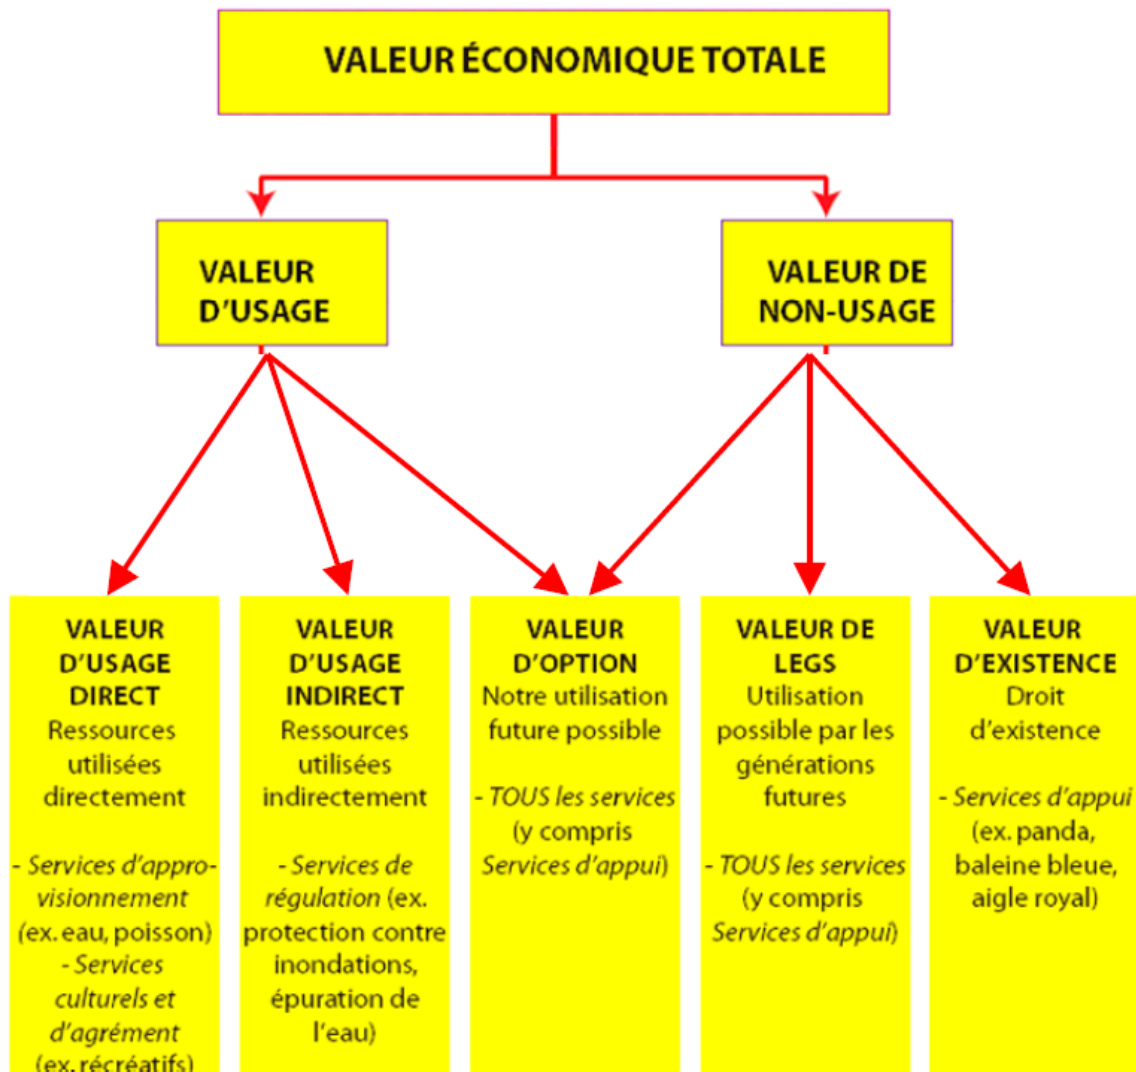 VALEUR ÉCONOMIQUE TOTALE
VALEUR
D'USAGE
VALEUR DE
NON-USAGE
VALEUR
D'USAGE
DIRECT
Ressources
utilisées
directement
- Services d'appro-
visionnement
(ex. eau, poisson)
- Services
culturels et
d'agrément
(ex. récréatifs)
VALEUR
D'USAGE
INDIRECT
Ressources
utilisées
indirectement
- Services de
régulation (ex.
protection contre
inondations,
épuration de
l'eau)
VALEUR
D'OPTION
Notre utilisation
future possible
- TOUS les services
(y compris
Services d'appui)
VALEUR DE
LEGS
Utilisation
possible par les
générations
futures
- TOUS les services
(y compris
Services d'appui)
VALEUR
D'EXISTENCE
Droit
d'existence
- Services d'appui
(ex. panda,
baleine bleue,
aigle royal)